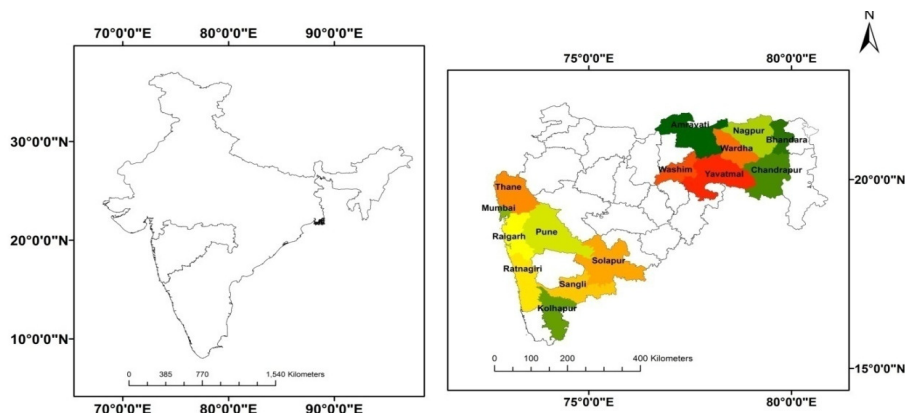 N
70°0'0"E 80°0'0"E 90°0'0"E
75°0'0"E 80°0'0"E
30°0'0"N
20°0'0"N
10°0'0"N
0 385 770 1,540 Kilometers
70°0'0"E 80°0'0"E 90°0'0"E
Amravati
Nagpur
Bhandara
Wardha
Washim
Yavatmal
Chandrapur
20°0'0"N
Thane
Mumbai
Raigarh
Pune
Ratnagiri
Solapur
Sangli
Kolhapur
0 100 200 400 Kilometers
15°0'0"N
75°0'0"E 80°0'0"E